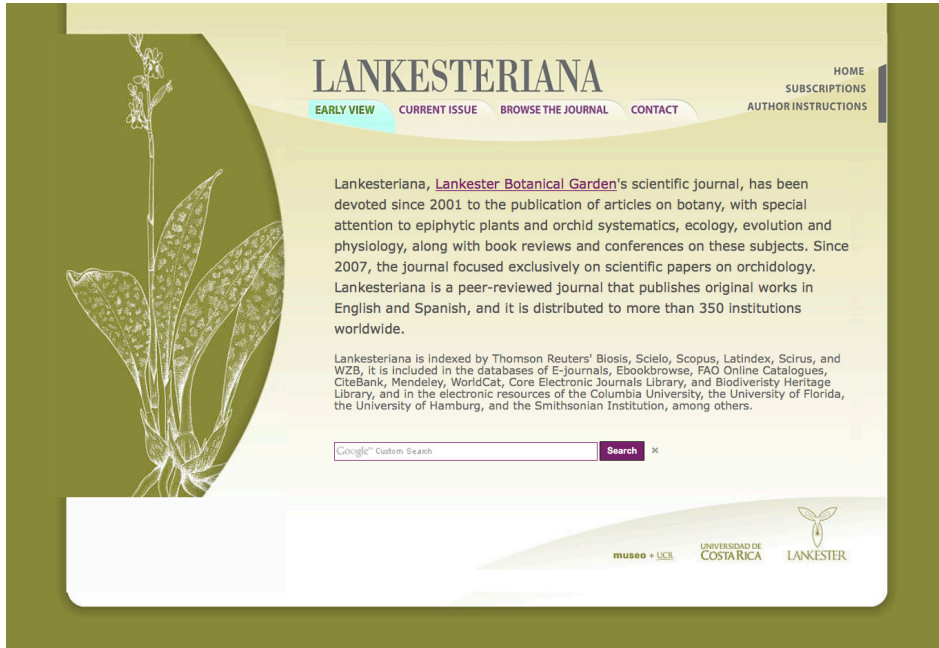 LANKESTERIANA
HOME
SUBSCRIPTIONS
AUTHOR INSTRUCTIONS
EARLY VIEW
CURRENT ISSUE
BROWSE THE JOURNAL
CONTACT
Lankesteriana, Lankester Botanical Garden's scientific journal, has been
devoted since 2001 to the publication of articles on botany, with special
attention to epiphytic plants and orchid systematics, ecology, evolution and
physiology, along with book reviews and conferences on these subjects. Since
2007, the journal focused exclusively on scientific papers on orchidology.
Lankesteriana is a peer-reviewed journal that publishes original works in
English and Spanish, and it is distributed to more than 350 institutions
worldwide.
Lankesteriana is indexed by Thomson Reuters' Biosis, Scielo, Scopus, Latindex, Scirus, and
WZB, it is included in the databases of E-journals, Ebookbrowse, FAO Online Catalogues,
CiteBank, Mendeley, WorldCat, Core Electronic Journals Library, and Biodiveristy Heritage
Library, and in the electronic resources of the Columbia University, the University of Florida,
the University of Hamburg, and the Smithsonian Institution, among others.
Google™ Custom Search
Search
×
museo + UCR
UNIVERSIDAD DE
COSTA RICA
LANKESTER